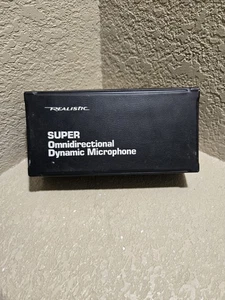 REALISTIC
SUPER
Omnidirectional
Dynamic Microphone